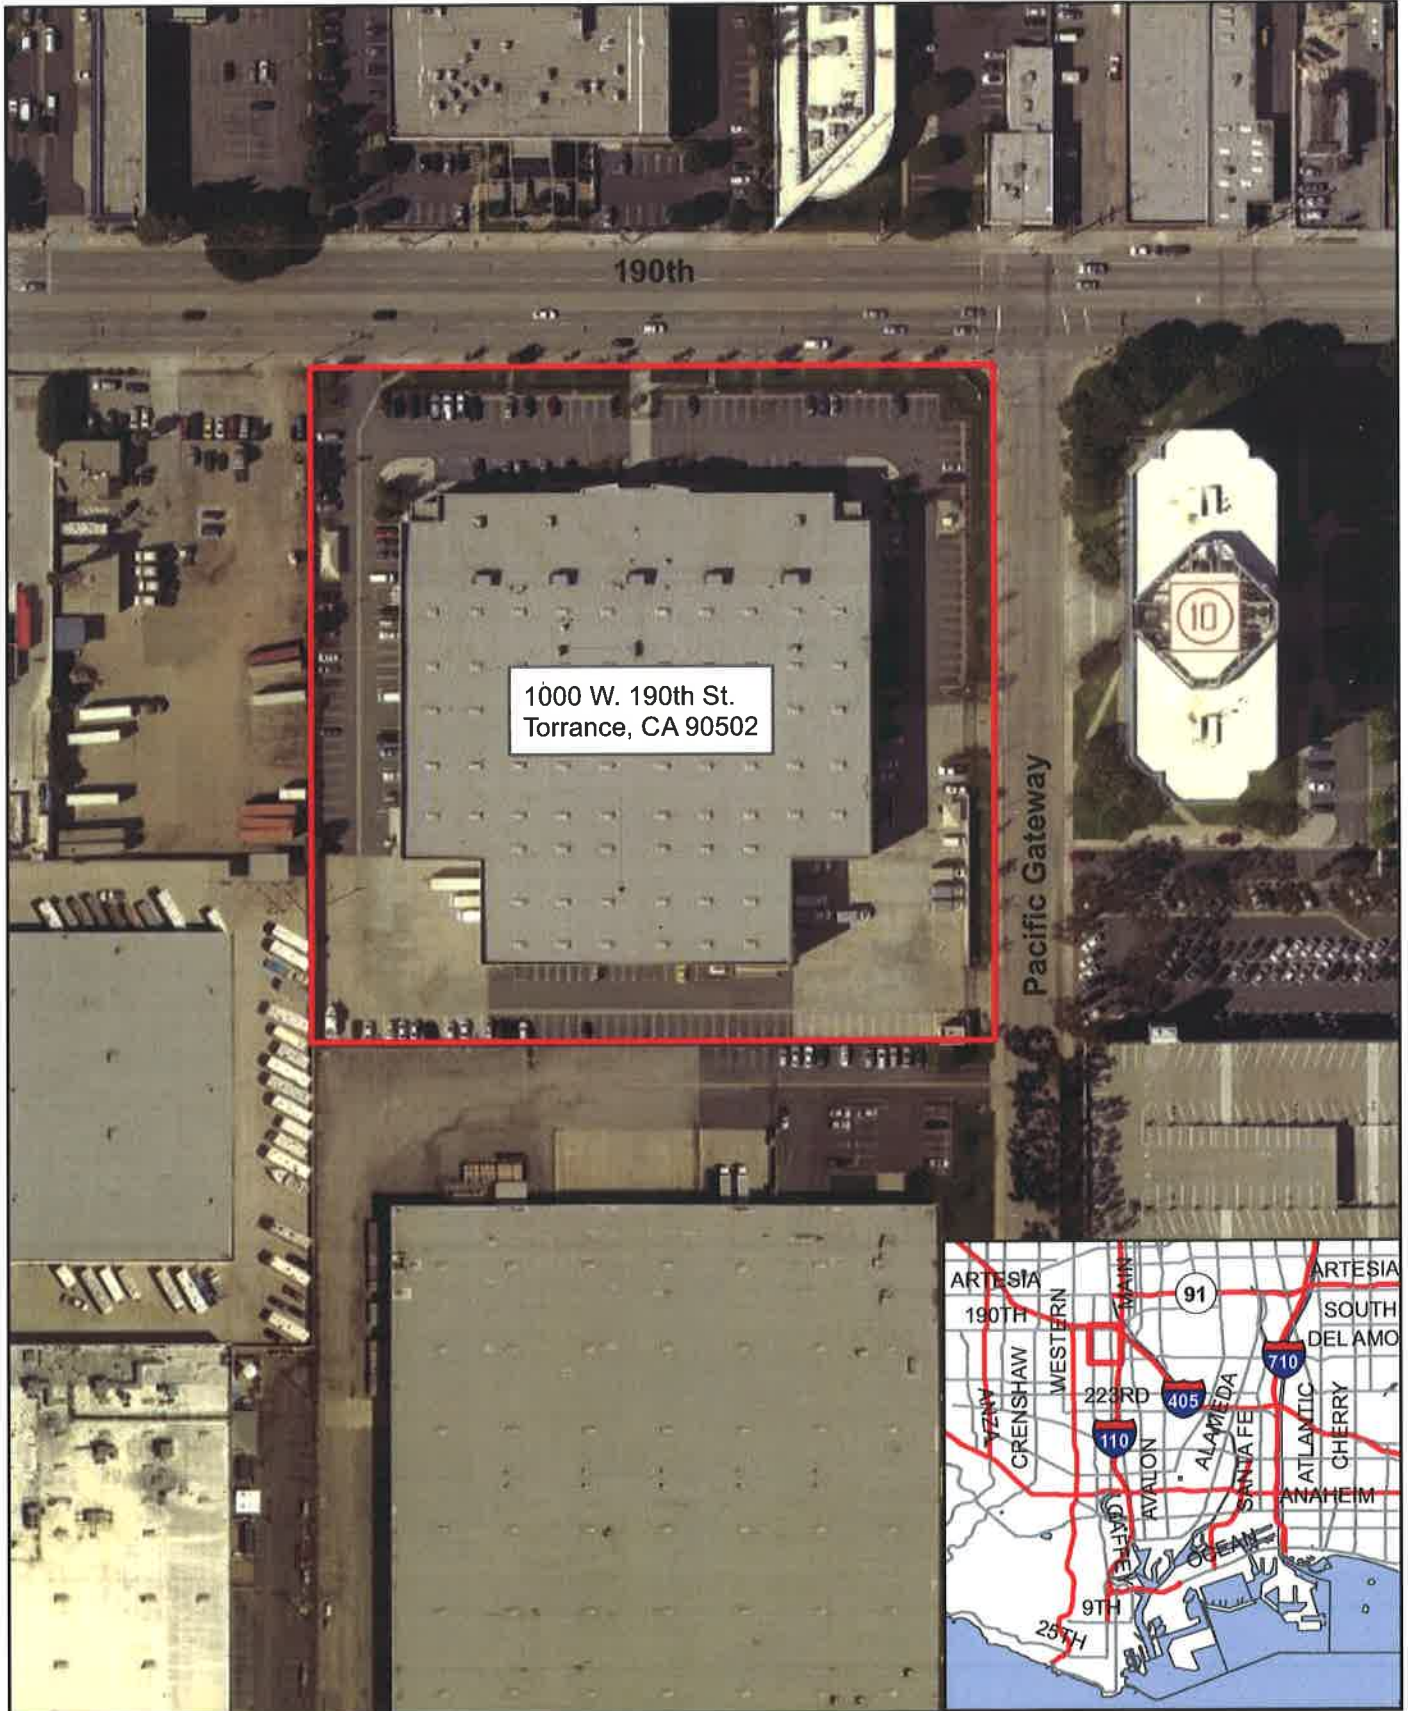 190th
1000 W. 190th St.
Torrance, CA 90502
10
Pacific Gateway
ARTESIA
MAIN
91
ARTESIA
190TH
WESTERN
SOUTH
DEL AMO
710
CRENSHAW
ANZA
223RD
405
ALAMEDA
SANTA FE
ATLANTIC
CHERRY
110
AVALON
ANAHEIM
GAFFEY
OCEAN
9TH
25TH